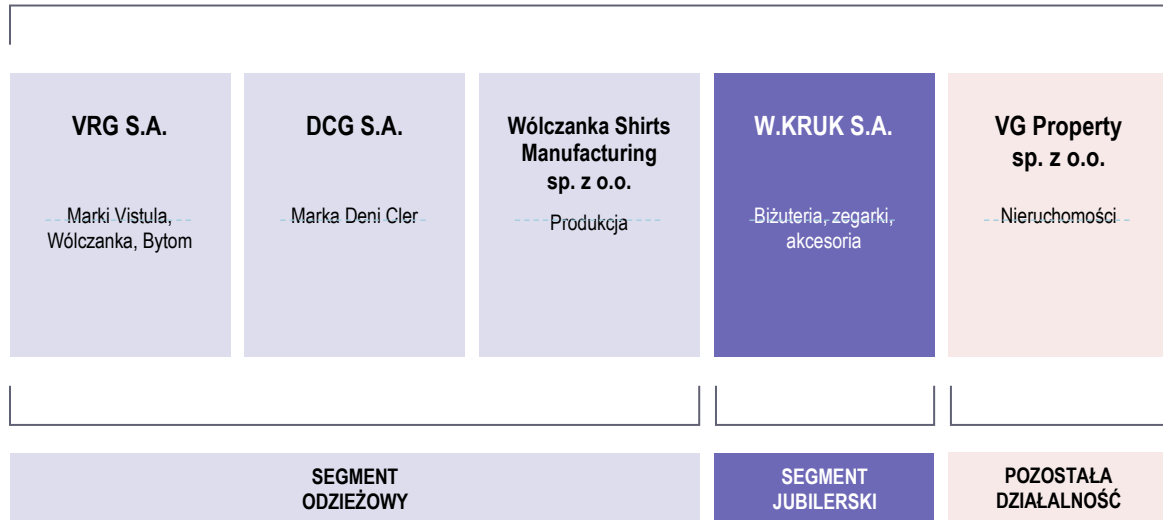 VRG S.A.
Marki Vistula,
Wólczanka, Bytom
DCG S.A.
Marka Deni Cler
Wólczanka Shirts
Manufacturing
sp. z o.o.
Produkcja
W.KRUK S.A.
Biżuteria, zegarki,
akcesoria
VG Property
sp. z o.o.
Nieruchomości
SEGMENT
ODZIEŻOWY
SEGMENT
JUBILERSKI
POZOSTAŁA
DZIAŁALNOŚĆ